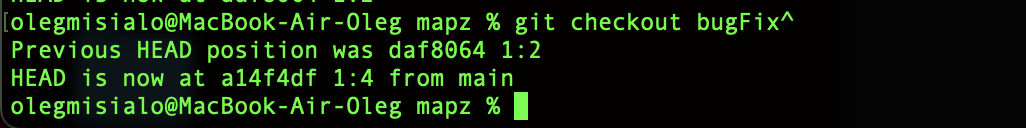 olegmisialo@MacBook-Air-Oleg mapz % git checkout bugFix^
Previous HEAD position was daf8064 1:2
HEAD is now at a14f4df 1:4 from main
olegmisialo@MacBook-Air-Oleg mapz %